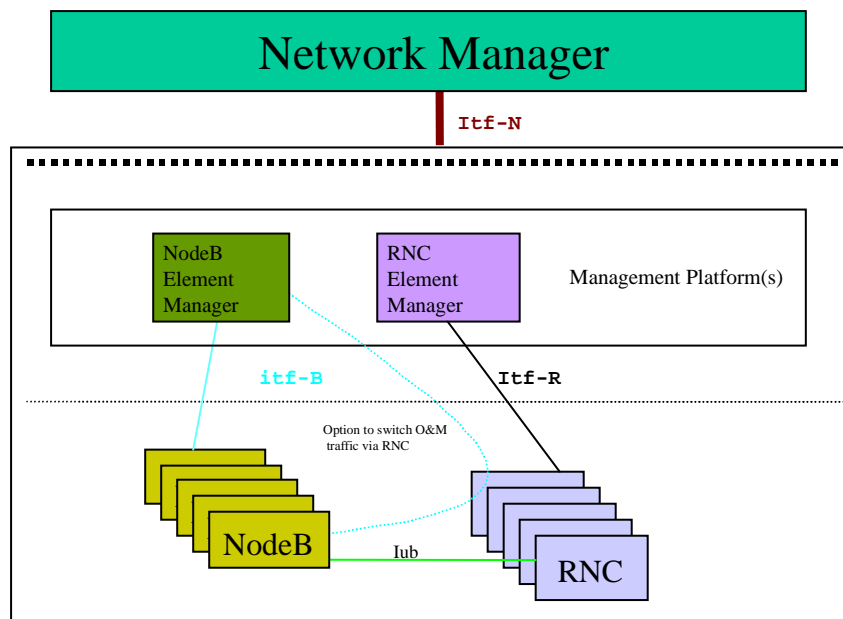 Network Manager
Itf-N
NodeB
Element
Manager
RNC
Element
Manager
Management Platform(s)
itf-B
Itf-R
Option to switch O&M
traffic via RNC
NodeB
Iub
RNC